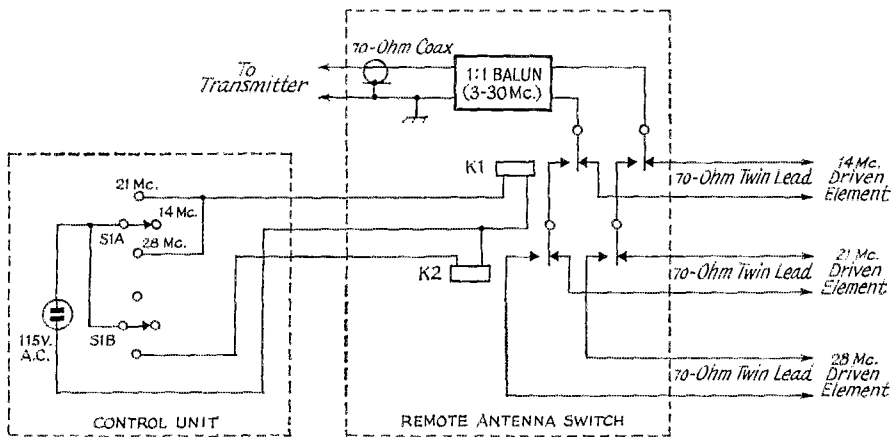 70-Ohm Coax
To
Transmitter
1:1 BALUN
(3-30 Mc.)
K1
21 Mc.
14 Mc.
S1A
28 Mc.
K2
S1B
115V.
A.C.
14 Mc.
Driven
Element
70-Ohm Twin Lead
21 Mc.
Driven
Element
70-Ohm Twin Lead
28 Mc.
Driven
Element
70-Ohm Twin Lead
CONTROL UNIT
REMOTE ANTENNA SWITCH